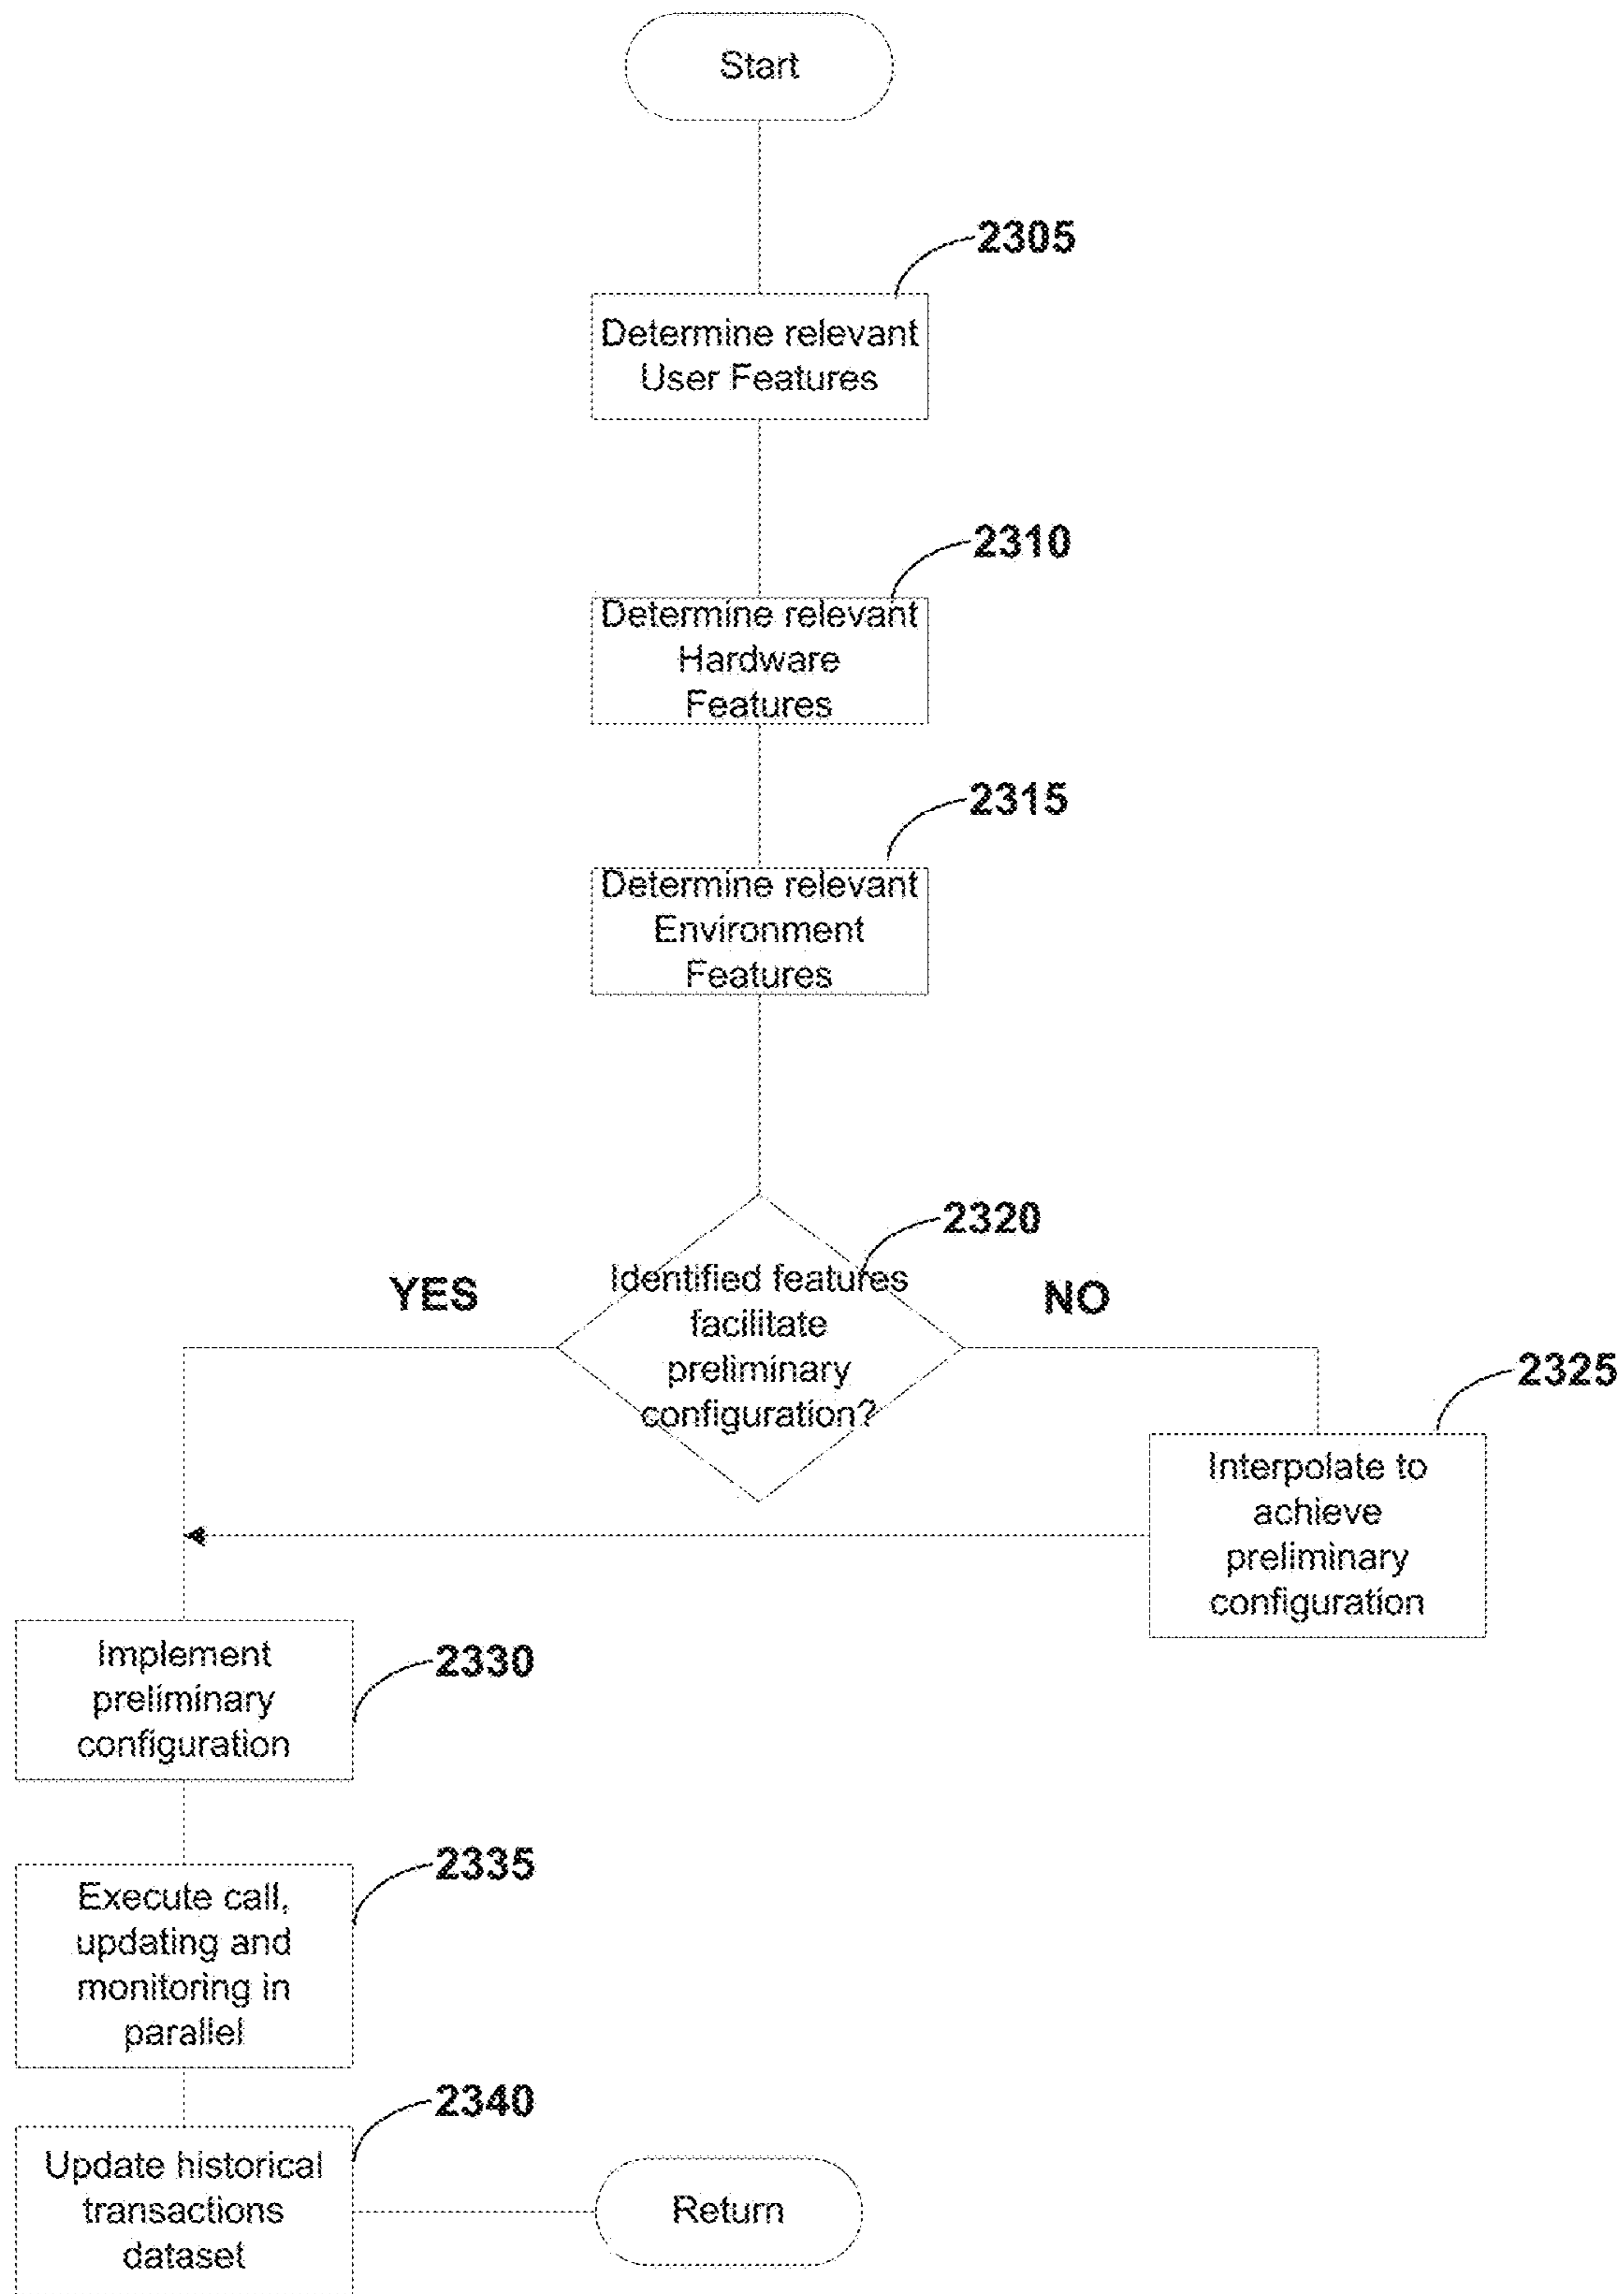 Start
2305
Determine relevant
User Features
2310
Determine relevant
Hardware
Features
2315
Determine relevant
Environment
Features
2320
Identified features
facilitate
preliminary
configuration?
YES
NO
2325
Interpolate to
achieve
preliminary
configuration
Implement
preliminary
configuration
2330
Execute call,
updating and
monitoring in
parallel
2335
Update historical
transactions
dataset
2340
Return